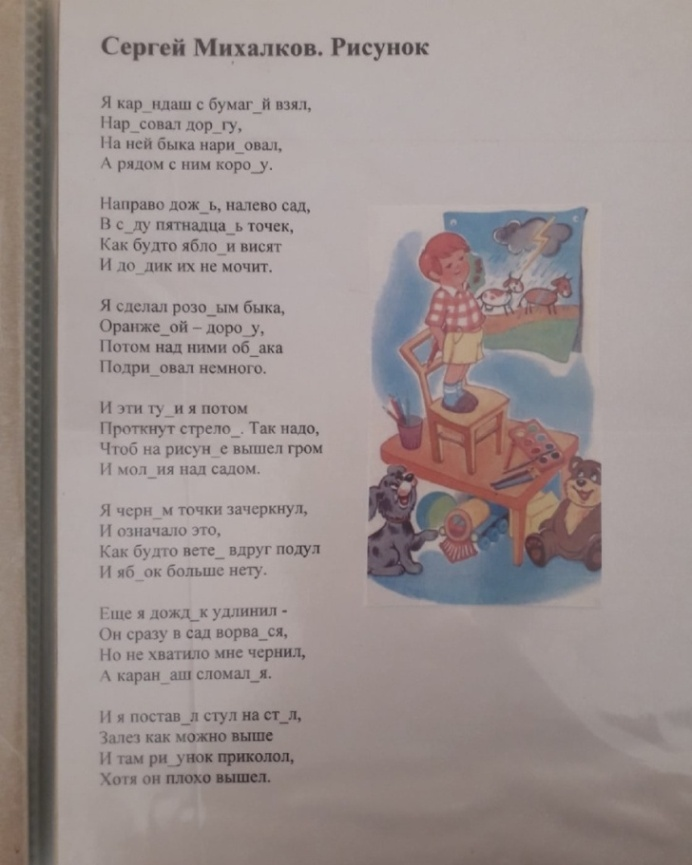 Сергей Михалков. Рисунок
Я кар_ндаш с бумаг_й взял,
Нар_совал дор_гу,
На ней быка нари_овал,
А рядом с ним коро_у.
Направо дож_ь, налево сад,
В с_ду пятнадца_ь точек,
Как будто ябло_и висят
И до_дик их не мочит.
Я сделал розо_ым быка,
Оранже_ой – доро_у,
Потом над ними об_ака
Подри_овал немного.
И эти ту_и я потом
Проткнут стрело_. Так надо,
Чтоб на рисун_е вышел гром
И мол_ия над садом.
Я черн_м точки зачеркнул,
И означало это,
Как будто вете_ вдруг подул
И яб_ок больше нету.
Еще я дожд_к удлинил -
Он сразу в сад ворва_ся,
Но не хватило мне чернил,
А каран_аш сломал_я.
И я постав_л стул на ст_л,
Залез как можно выше
И там ри_унок приколол,
Хотя он плохо вышел.